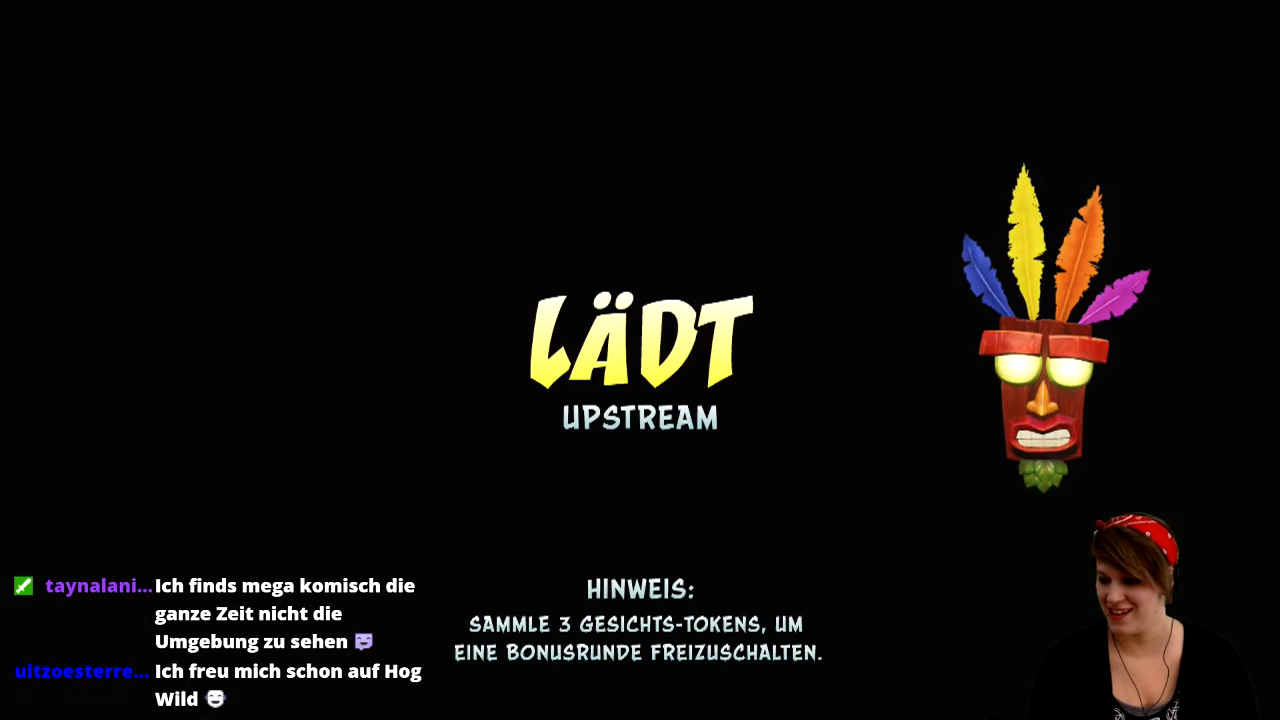 LÄDT
UPSTREAM
HINWEIS:
SAMMLE 3 GESICHTS-TOKENS, UM
EINE BONUSRUNDE FREIZUSCHALTEN.
taynalani... Ich finds mega komisch die
ganze Zeit nicht die
Umgebung zu sehen
uitzoesterre... Ich freu mich schon auf Hog
Wild